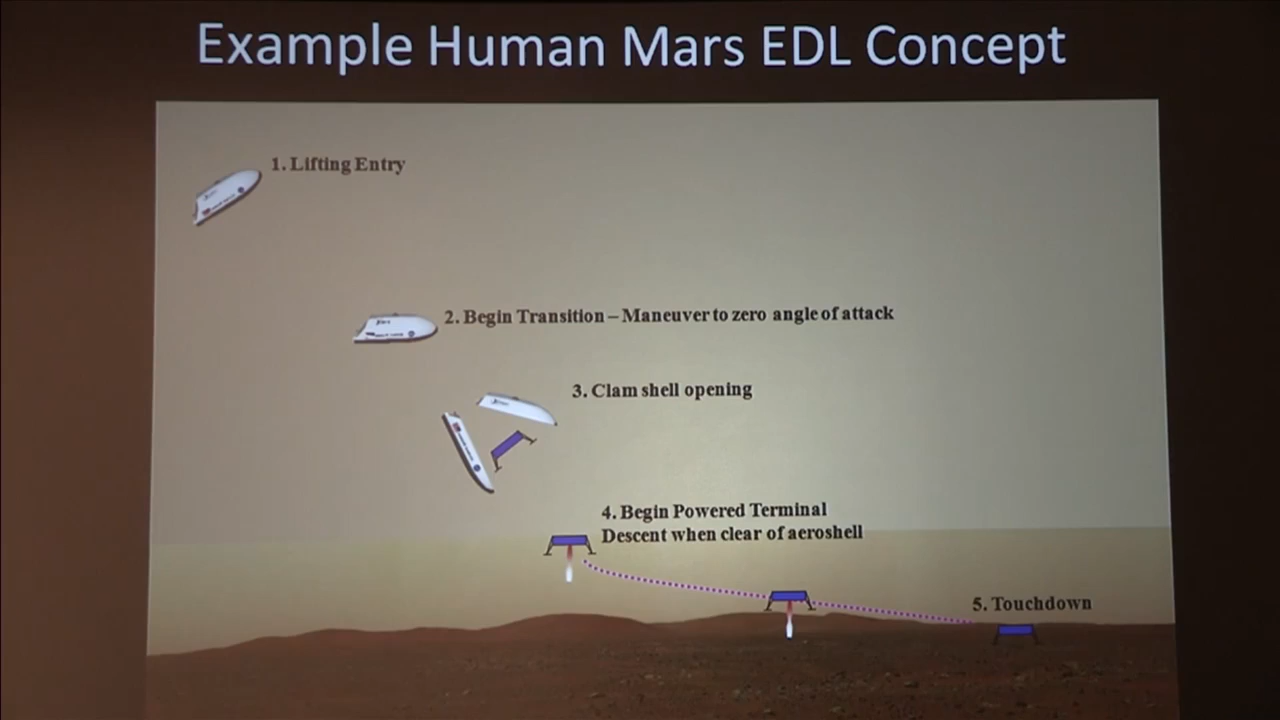 Example Human Mars EDL Concept
1. Lifting Entry
2. Begin Transition – Maneuver to zero angle of attack
3. Clam shell opening
4. Begin Powered Terminal
Descent when clear of aeroshell
5. Touchdown